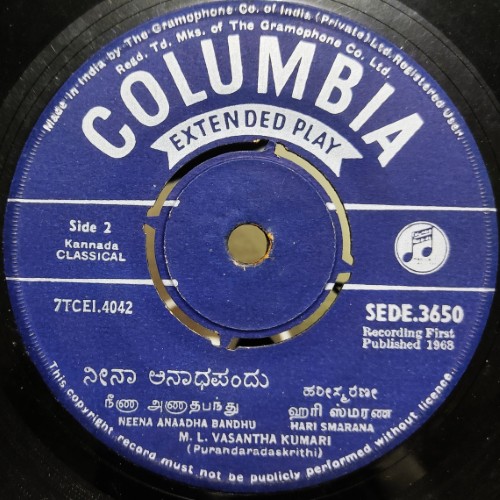 Made in India by The Gramophone Co. of India (Private) Ltd. Registered User.
Regd. Td. Mks. of The Gramophone Co. Ltd.
COLUMBIA
EXTENDED PLAY
Side 2
Kannada
CLASSICAL
7TCEI.4042
SEDE.3650
Recording First
Published 1968
ನೀನಾ ಅನಾಥಪಂದು
ஹரிஸ்மரண
நீனா அனாதபந்து
ಹರೀಸ್ಮರಣೀ
NEENA ANAADHA BANDHU
HARI SMARANA
M. L. VASANTHA KUMARI
(Purandaradaskrithi)
This copyright record must not be publicly performed without licence.